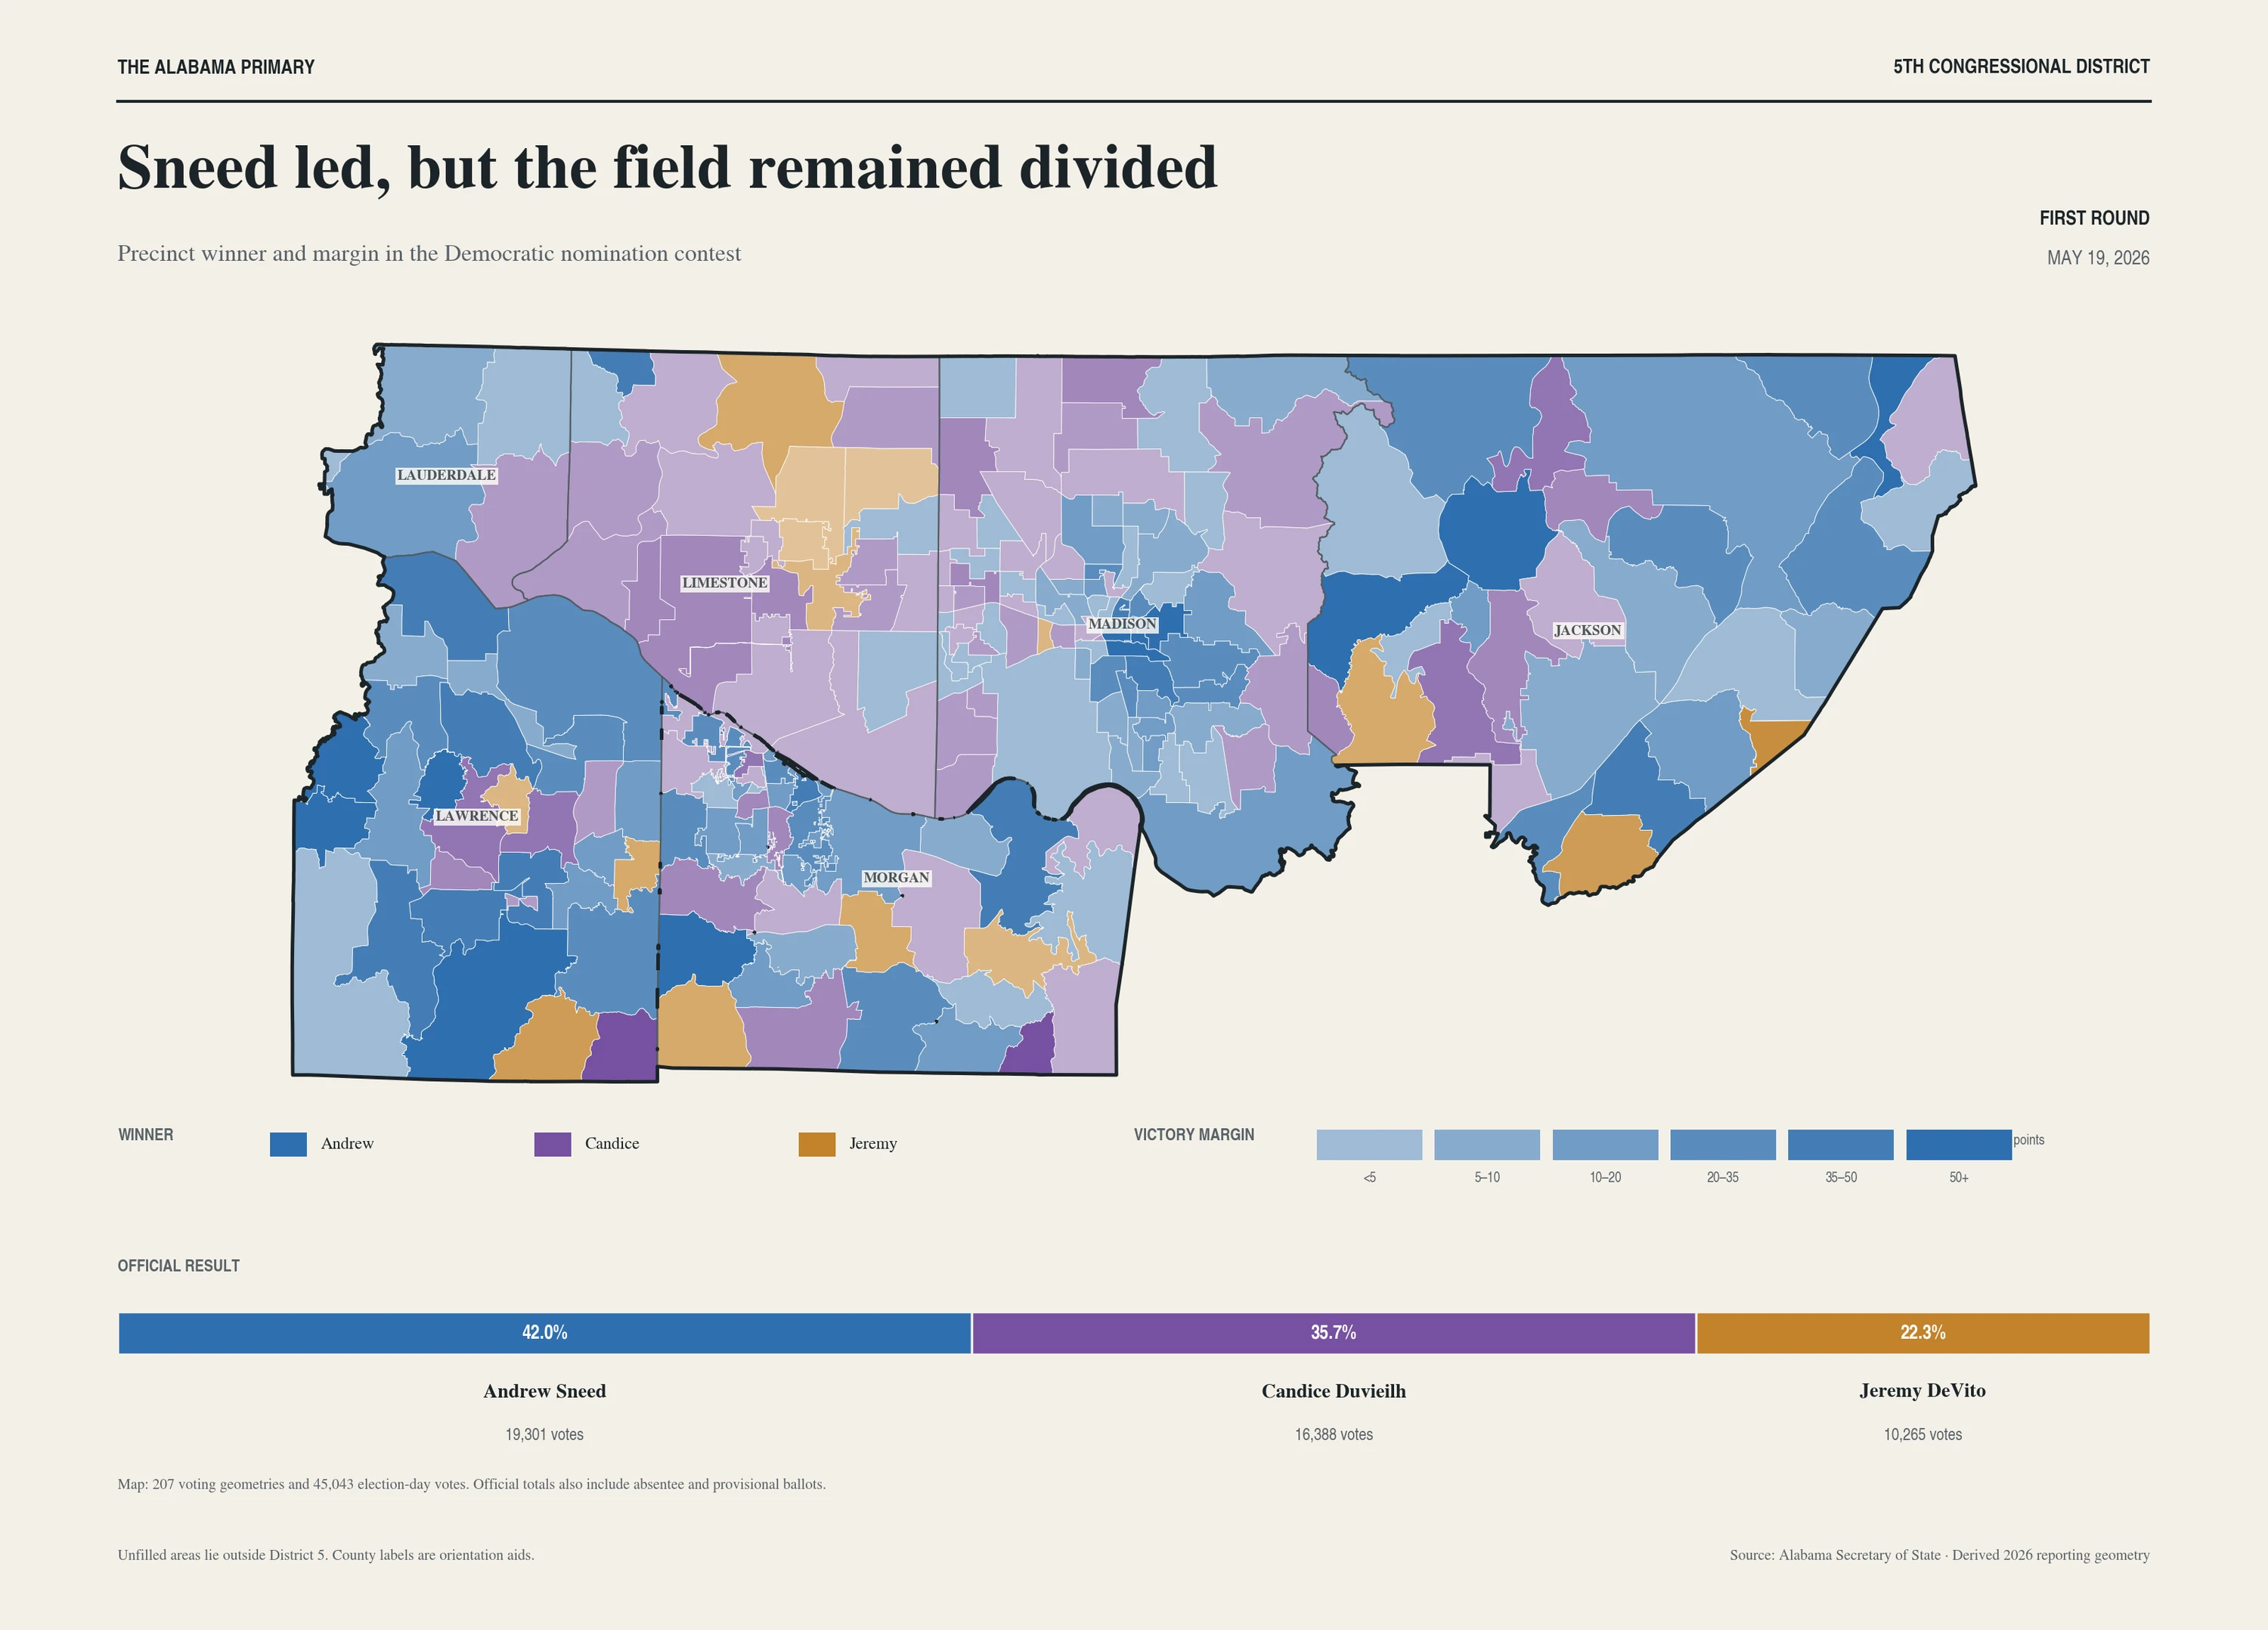 THE ALABAMA PRIMARY
5TH CONGRESSIONAL DISTRICT
Sneed led, but the field remained divided
FIRST ROUND
Precinct winner and margin in the Democratic nomination contest
MAY 19, 2026
LAUDERDALE
LIMESTONE
MADISON
JACKSON
LAWRENCE
MORGAN
WINNER
Andrew
Candice
Jeremy
VICTORY MARGIN
points
<5
5–10
10–20
20–35
35–50
50+
OFFICIAL RESULT
42.0%
35.7%
22.3%
Andrew Sneed
Candice Duvieilh
Jeremy DeVito
19,301 votes
16,388 votes
10,265 votes
Map: 207 voting geometries and 45,043 election-day votes. Official totals also include absentee and provisional ballots.
Unfilled areas lie outside District 5. County labels are orientation aids.
Source: Alabama Secretary of State · Derived 2026 reporting geometry